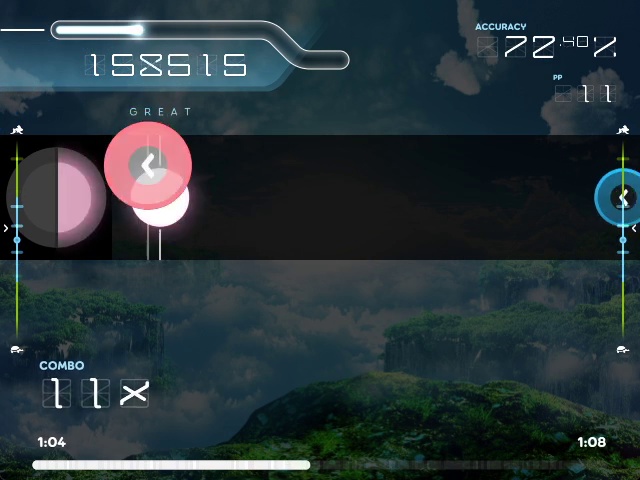 158515
GREAT
ACCURACY
72.40%
PP
11
COMBO
11x
1:04
1:08